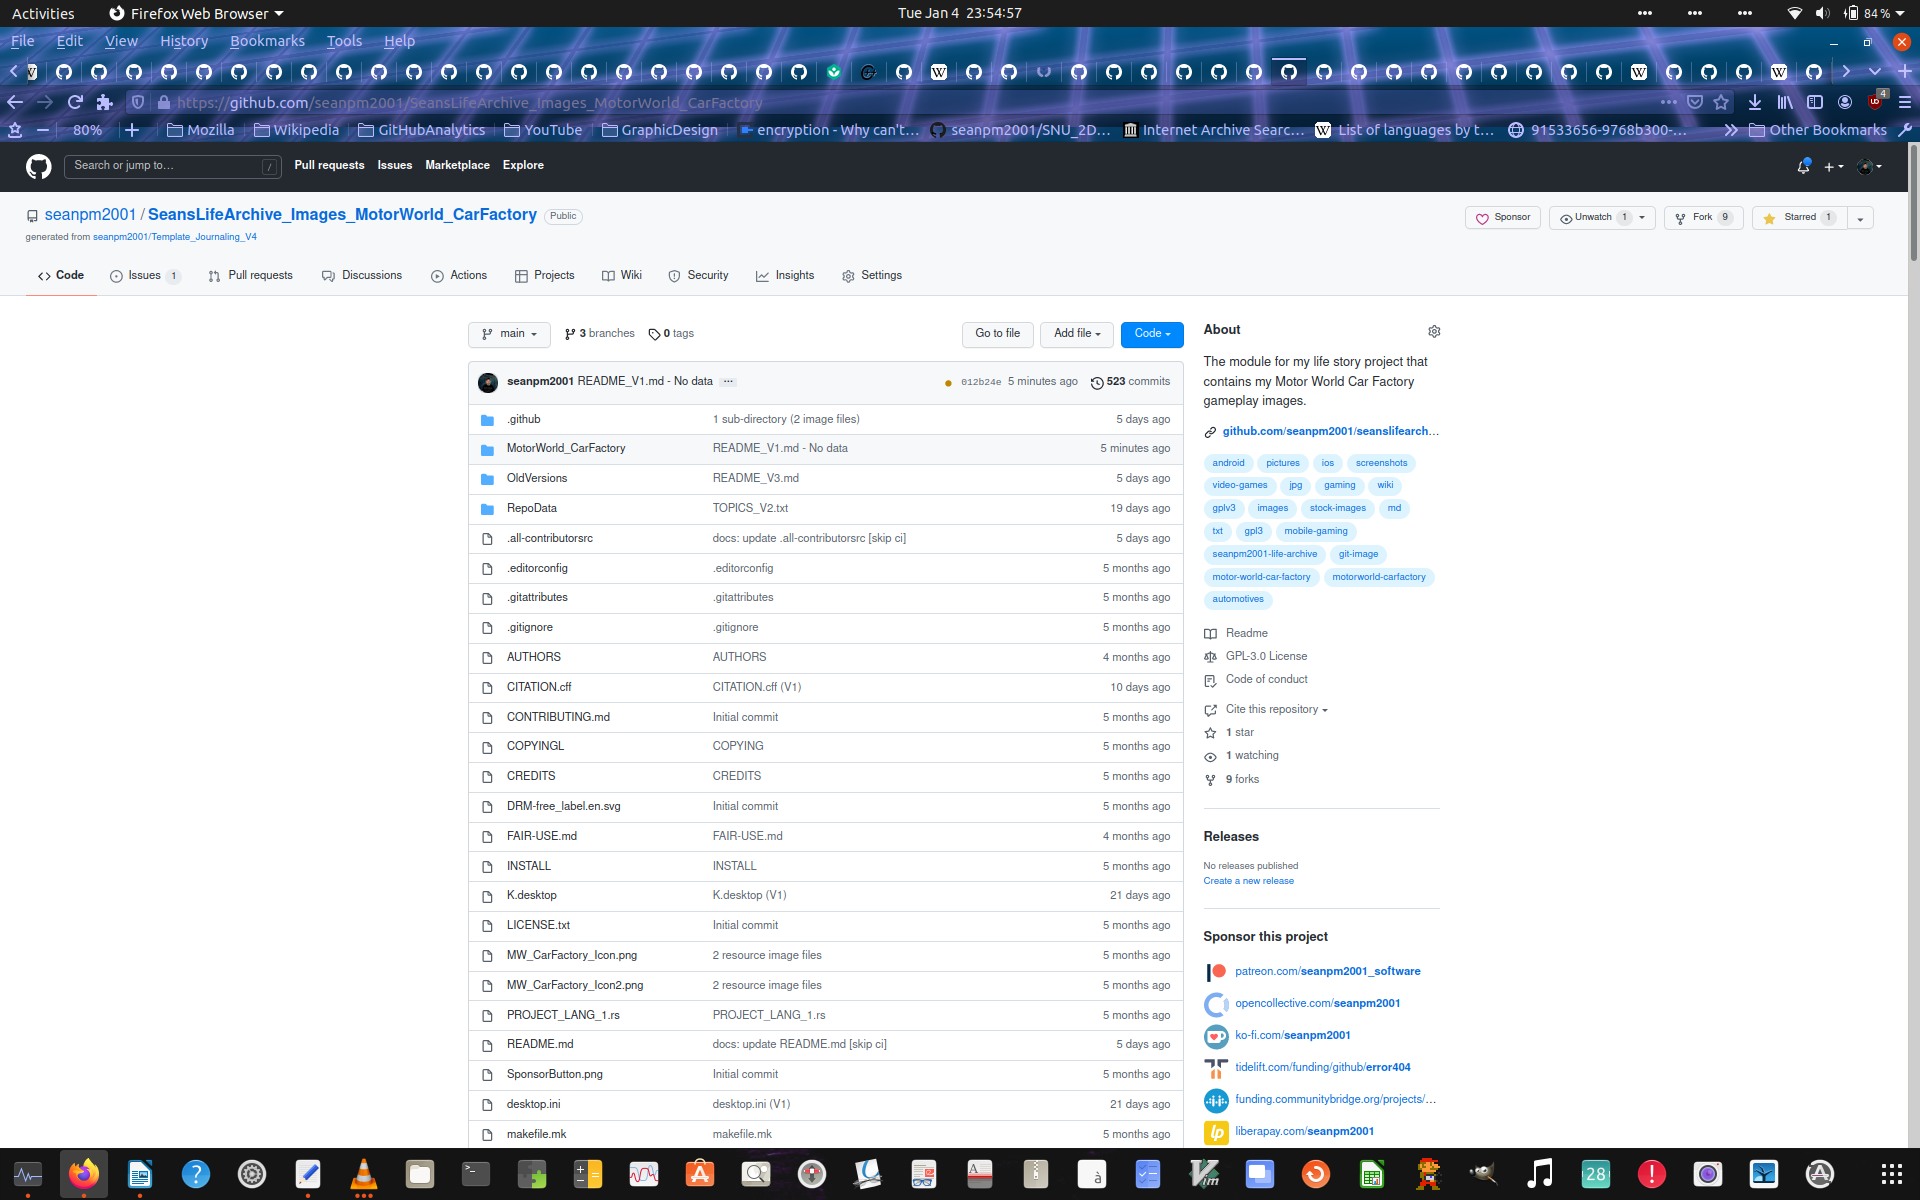 Activities Firefox Web Browser Tue Jan 4 23:54:57 84 %
File Edit View History Bookmarks Tools Help
https://github.com/seanpm2001/SeansLifeArchive_Images_MotorWorld_CarFactory 4
80% Mozilla Wikipedia GitHubAnalytics YouTube GraphicDesign encryption - Why can't... seanpm2001/SNU_2D... Internet Archive Searc... List of languages by t... 91533656-9768b300-... Other Bookmarks
Search or jump to... / Pull requests Issues Marketplace Explore
seanpm2001 / SeansLifeArchive_Images_MotorWorld_CarFactory Public Sponsor Unwatch 1 Fork 9 Starred 1
generated from seanpm2001/Template_Journaling_V4
Code Issues 1 Pull requests Discussions Actions Projects Wiki Security Insights Settings
main 3 branches 0 tags Go to file Add file Code
seanpm2001 README_V1.md - No data ... 012b24e 5 minutes ago 523 commits
.github 1 sub-directory (2 image files) 5 days ago
MotorWorld_CarFactory README_V1.md - No data 5 minutes ago
OldVersions README_V3.md 5 days ago
RepoData TOPICS_V2.txt 19 days ago
.all-contributorsrc docs: update .all-contributorsrc [skip ci] 5 days ago
.editorconfig .editorconfig 5 months ago
.gitattributes .gitattributes 5 months ago
.gitignore .gitignore 5 months ago
AUTHORS AUTHORS 4 months ago
CITATION.cff CITATION.cff (V1) 10 days ago
CONTRIBUTING.md Initial commit 5 months ago
COPYINGL COPYING 5 months ago
CREDITS CREDITS 5 months ago
DRM-free_label.en.svg Initial commit 5 months ago
FAIR-USE.md FAIR-USE.md 4 months ago
INSTALL INSTALL 5 months ago
K.desktop K.desktop (V1) 21 days ago
LICENSE.txt Initial commit 5 months ago
MW_CarFactory_Icon.png 2 resource image files 5 months ago
MW_CarFactory_Icon2.png 2 resource image files 5 months ago
PROJECT_LANG_1.rs PROJECT_LANG_1.rs 5 months ago
README.md docs: update README.md [skip ci] 5 days ago
SponsorButton.png Initial commit 5 months ago
desktop.ini desktop.ini (V1) 21 days ago
makefile.mk makefile.mk 5 months ago
About
The module for my life story project that
contains my Motor World Car Factory
gameplay images.
github.com/seanpm2001/seanslifearch...
android pictures ios screenshots
video-games jpg gaming wiki
gplv3 images stock-images md
txt gpl3 mobile-gaming
seanpm2001-life-archive git-image
motor-world-car-factory motorworld-carfactory
automotives
Readme
GPL-3.0 License
Code of conduct
Cite this repository
1 star
1 watching
9 forks
Releases
No releases published
Create a new release
Sponsor this project
patreon.com/seanpm2001_software
opencollective.com/seanpm2001
ko-fi.com/seanpm2001
tidelift.com/funding/github/error404
funding.communitybridge.org/projects/...
liberapay.com/seanpm2001
28